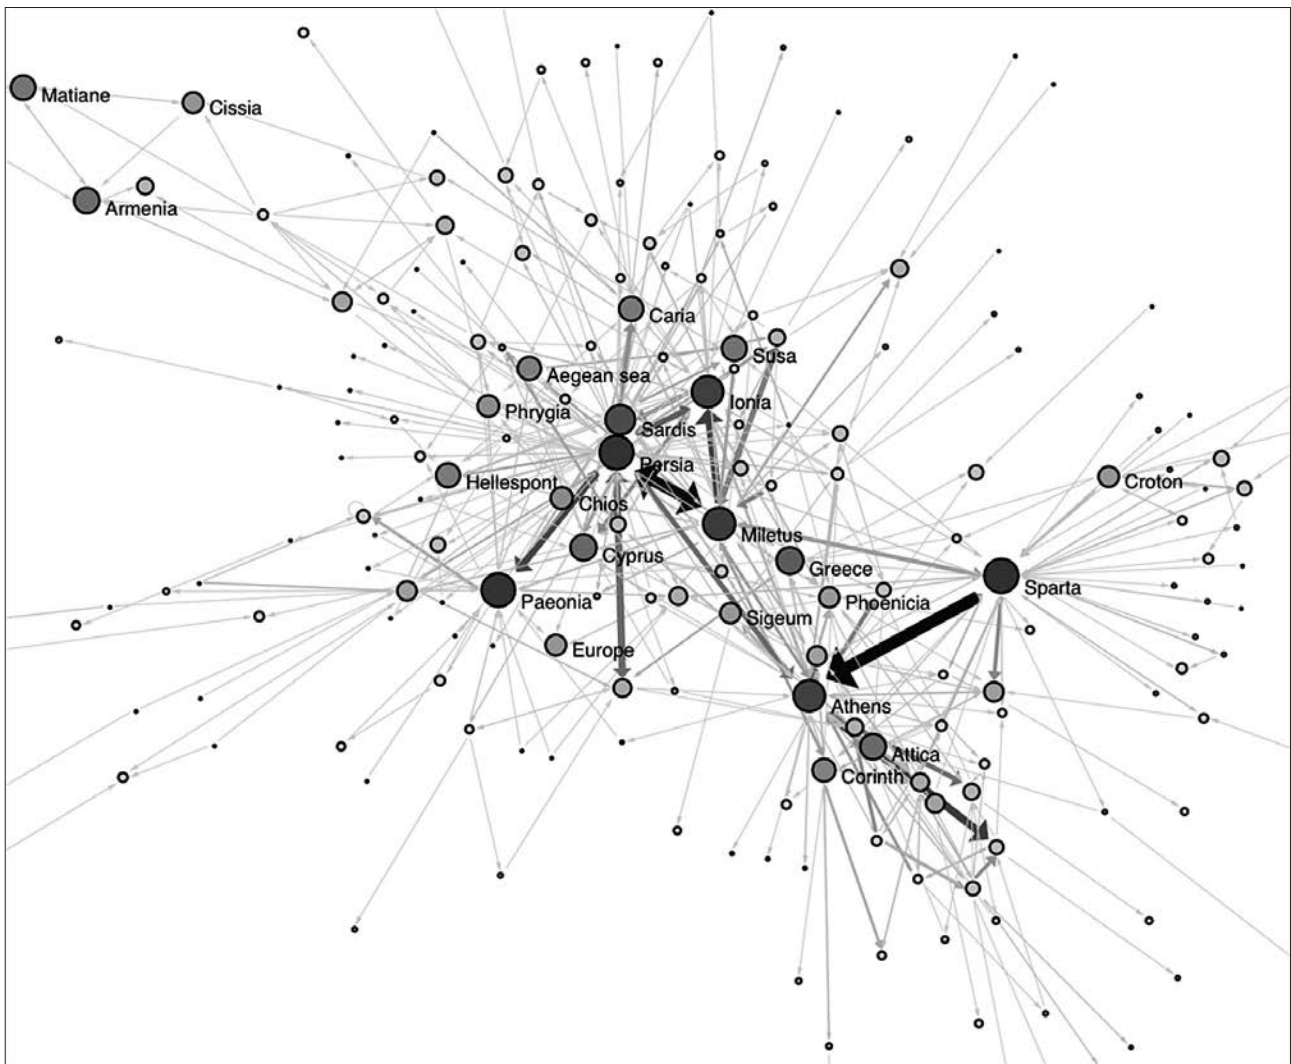 Matiane
Cissia
Armenia
Caria
Susa
Aegean sea
Ionia
Phrygia
Sardis
Persia
Hellespont
Croton
Chios
Miletus
Cyprus
Greece
Sparta
Paeonia
Phoenicia
Sigeum
Europe
Athens
Attica
Corinth